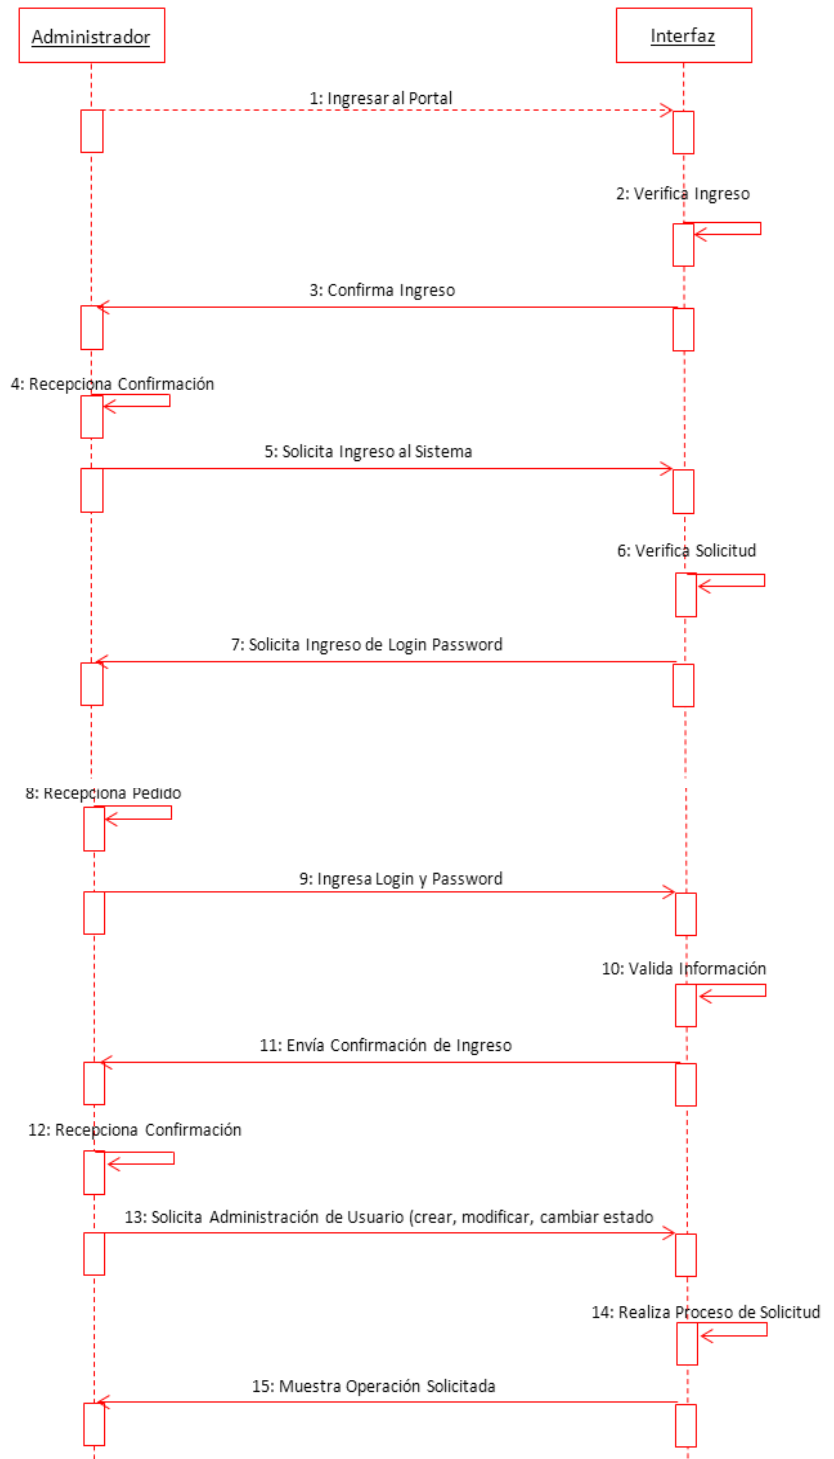 Administrador
Interfaz
1: Ingresar al Portal
2: Verifica Ingreso
3: Confirma Ingreso
4: Recepciona Confirmación
5: Solicita Ingreso al Sistema
6: Verifica Solicitud
7: Solicita Ingreso de Login Password
8: Recepciona Pedido
9: Ingresa Login y Password
10: Valida Información
11: Envía Confirmación de Ingreso
12: Recepciona Confirmación
13: Solicita Administración de Usuario (crear, modificar, cambiar estado
14: Realiza Proceso de Solicitud
15: Muestra Operación Solicitada